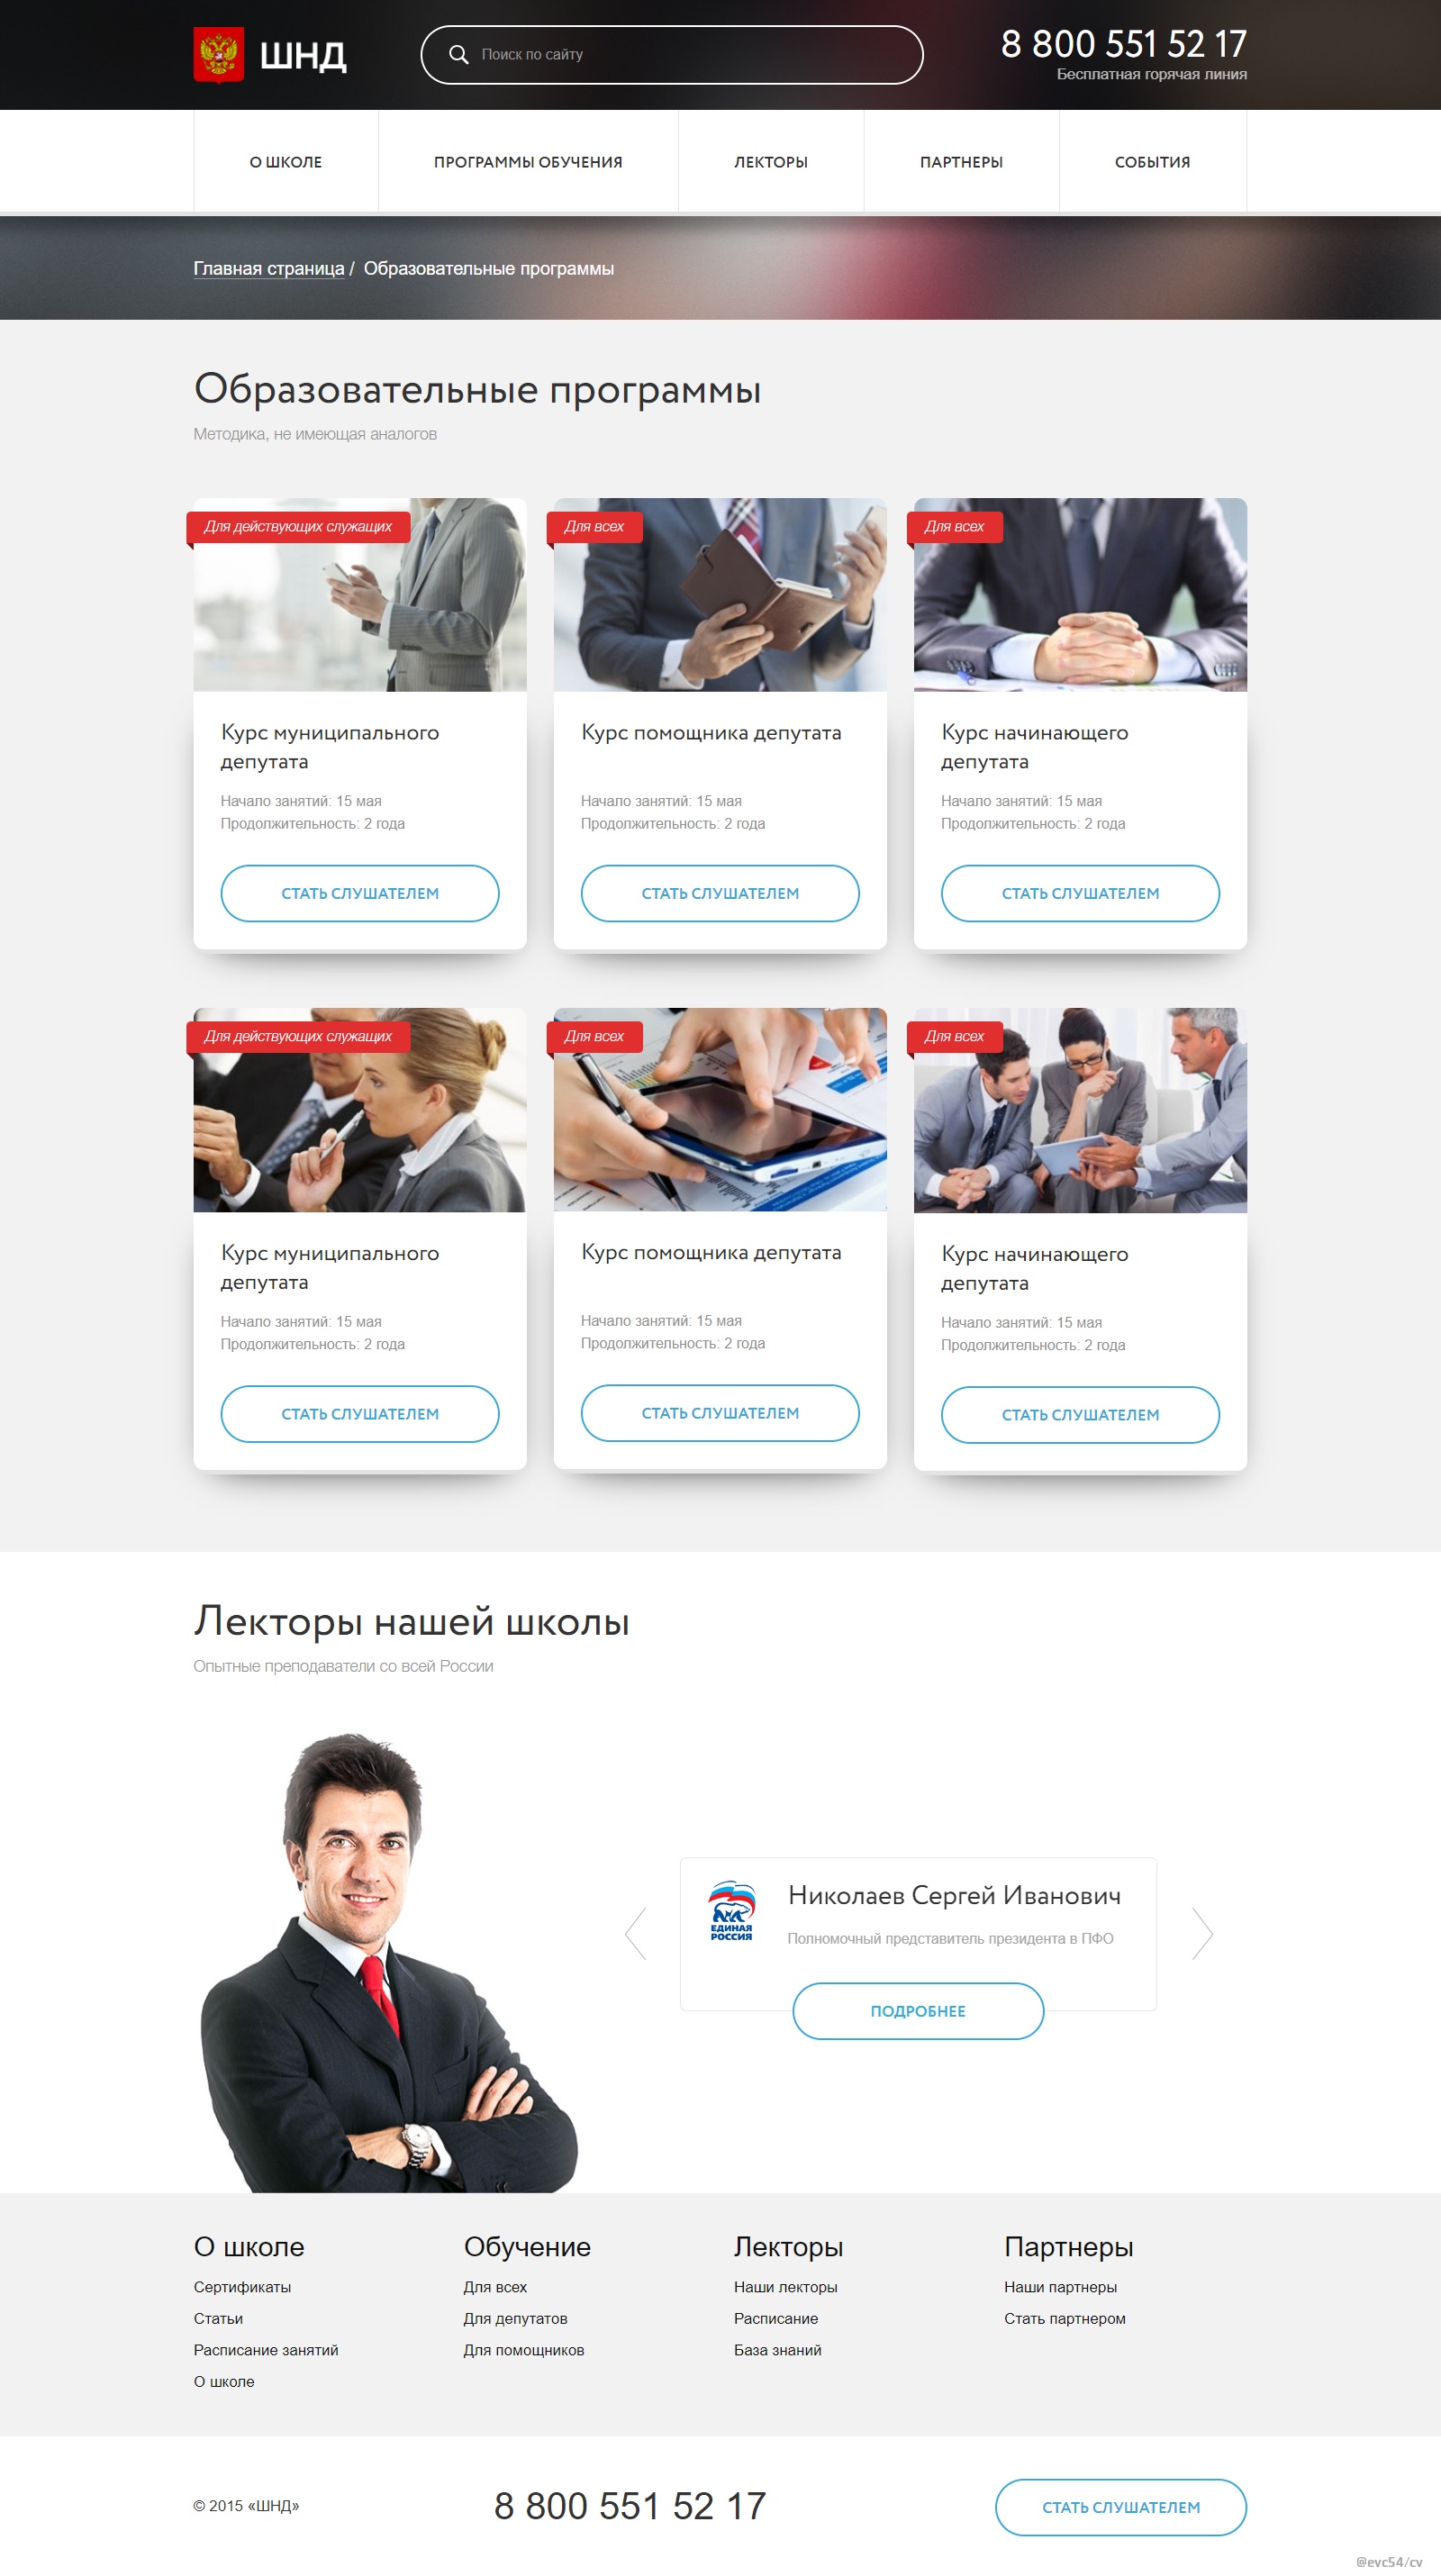 ШНД
Поиск по сайту
8 800 551 52 17
Бесплатная горячая линия
О ШКОЛЕ
ПРОГРАММЫ ОБУЧЕНИЯ
ЛЕКТОРЫ
ПАРТНЕРЫ
СОБЫТИЯ
Главная страница / Образовательные программы
Образовательные программы
Методика, не имеющая аналогов
Для действующих служащих
Курс муниципального
депутата
Начало занятий: 15 мая
Продолжительность: 2 года
СТАТЬ СЛУШАТЕЛЕМ
Для всех
Курс помощника депутата
Начало занятий: 15 мая
Продолжительность: 2 года
СТАТЬ СЛУШАТЕЛЕМ
Для всех
Курс начинающего
депутата
Начало занятий: 15 мая
Продолжительность: 2 года
СТАТЬ СЛУШАТЕЛЕМ
Для действующих служащих
Курс муниципального
депутата
Начало занятий: 15 мая
Продолжительность: 2 года
СТАТЬ СЛУШАТЕЛЕМ
Для всех
Курс помощника депутата
Начало занятий: 15 мая
Продолжительность: 2 года
СТАТЬ СЛУШАТЕЛЕМ
Для всех
Курс начинающего
депутата
Начало занятий: 15 мая
Продолжительность: 2 года
СТАТЬ СЛУШАТЕЛЕМ
Лекторы нашей школы
Опытные преподаватели со всей России
ЕДИНАЯ
РОССИЯ
Николаев Сергей Иванович
Полномочный представитель президента в ПФО
ПОДРОБНЕЕ
О школе
Сертификаты
Статьи
Расписание занятий
О школе
Обучение
Для всех
Для депутатов
Для помощников
Лекторы
Наши лекторы
Расписание
База знаний
Партнеры
Наши партнеры
Стать партнером
© 2015 «ШНД»
8 800 551 52 17
СТАТЬ СЛУШАТЕЛЕМ
@evc54/cv